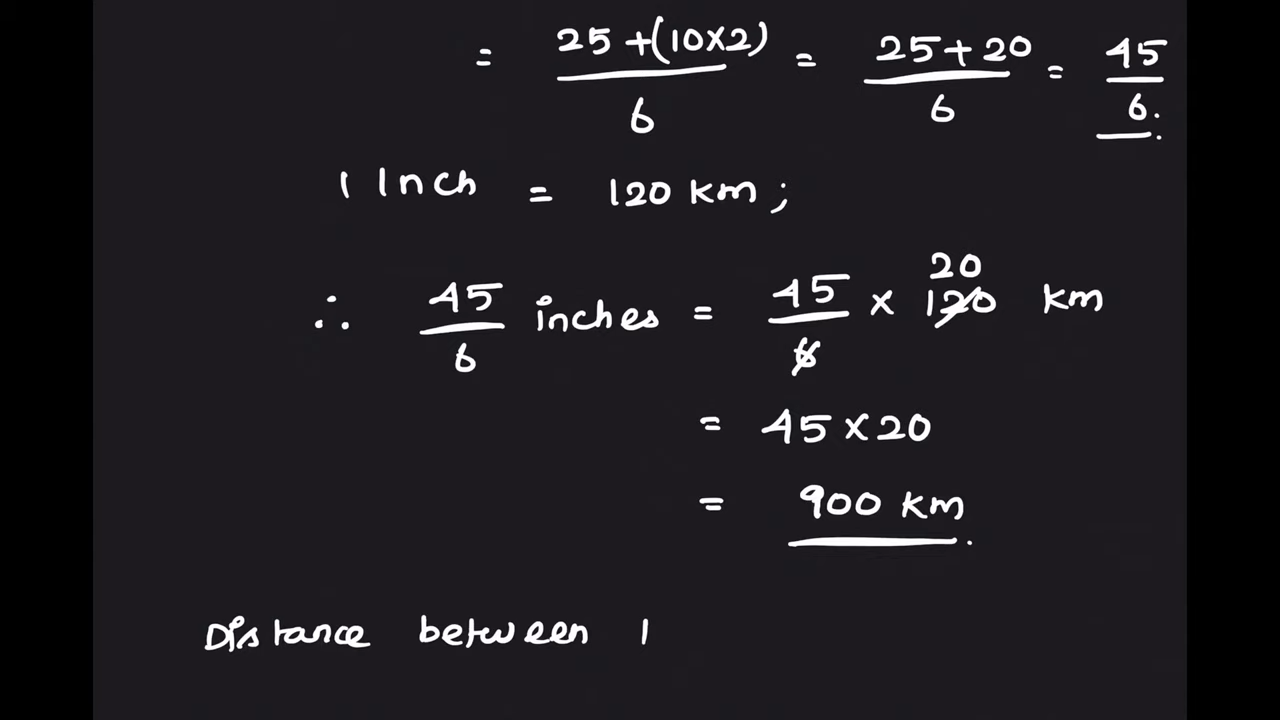 = 25+(10×2)/6 = 25+20/6 = 45/6.
1 Inch = 120 km;
∴ 45/6 inches = 45/6 × 120 20 km
= 45×20
= 900 km.
Distance between 1